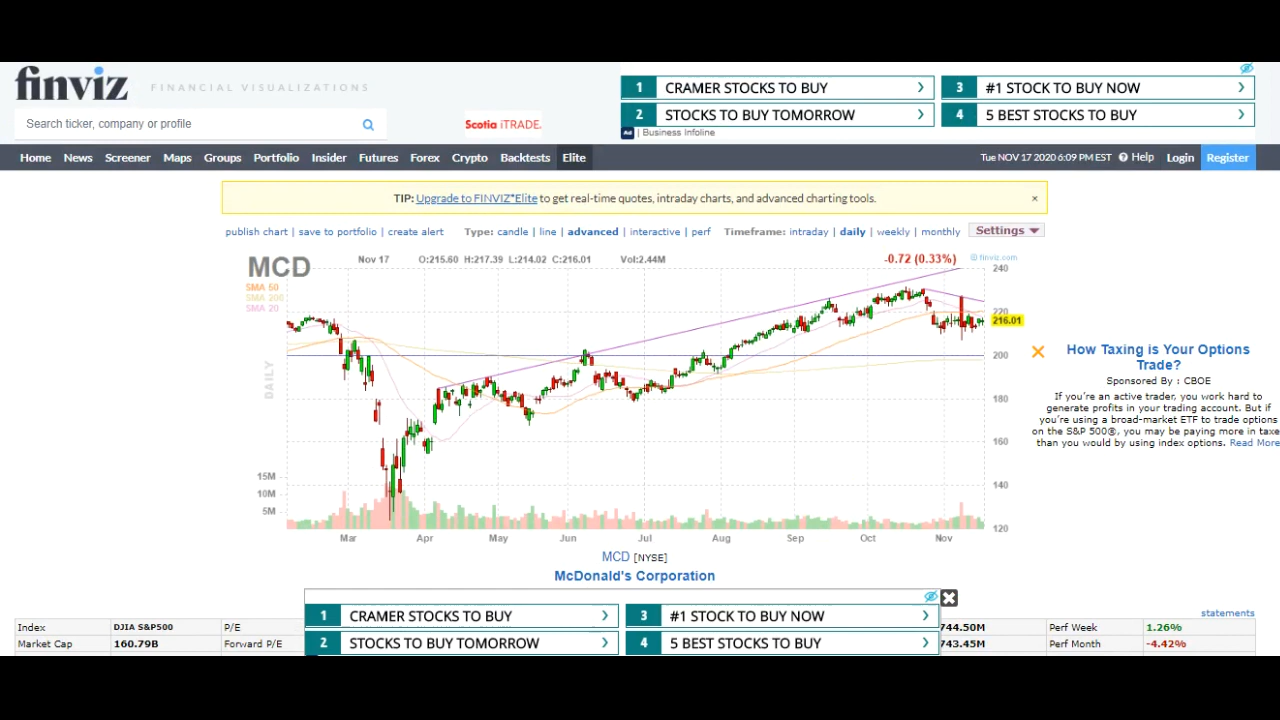 finviz FINANCIAL VISUALIZATIONS
1 CRAMER STOCKS TO BUY
3 #1 STOCK TO BUY NOW
2 STOCKS TO BUY TOMORROW
4 5 BEST STOCKS TO BUY
Ad | Business Infoline
Search ticker, company or profile
Scotia iTRADE.
Home News Screener Maps Groups Portfolio Insider Futures Forex Crypto Backtests Elite
Tue NOV 17 2020 6:09 PM EST ? Help Login Register
TIP: Upgrade to FINVIZ*Elite to get real-time quotes, intraday charts, and advanced charting tools. ×
publish chart | save to portfolio | create alert Type: candle | line | advanced | interactive | perf Timeframe: intraday | daily | weekly | monthly Settings
MCD Nov 17 O:215.60 H:217.39 L:214.02 C:216.01 Vol:2.44M -0.72 (0.33%) © finviz.com
SMA 50
SMA 200
SMA 20
DAILY
240
220
216.01
200
180
160
140
120
15M
10M
5M
Mar Apr May Jun Jul Aug Sep Oct Nov
How Taxing is Your Options
Trade?
Sponsored By : CBOE
If you're an active trader, you work hard to
generate profits in your trading account. But if
you're using a broad-market ETF to trade options
on the S&P 500®, you may be paying more in taxe
than you would by using index options. Read More
MCD [NYSE]
McDonald's Corporation
1 CRAMER STOCKS TO BUY
3 #1 STOCK TO BUY NOW
2 STOCKS TO BUY TOMORROW
4 5 BEST STOCKS TO BUY
statements
Index DJIA S&P500 P/E 744.50M Perf Week 1.26%
Market Cap 160.79B Forward P/E 743.45M Perf Month -4.42%